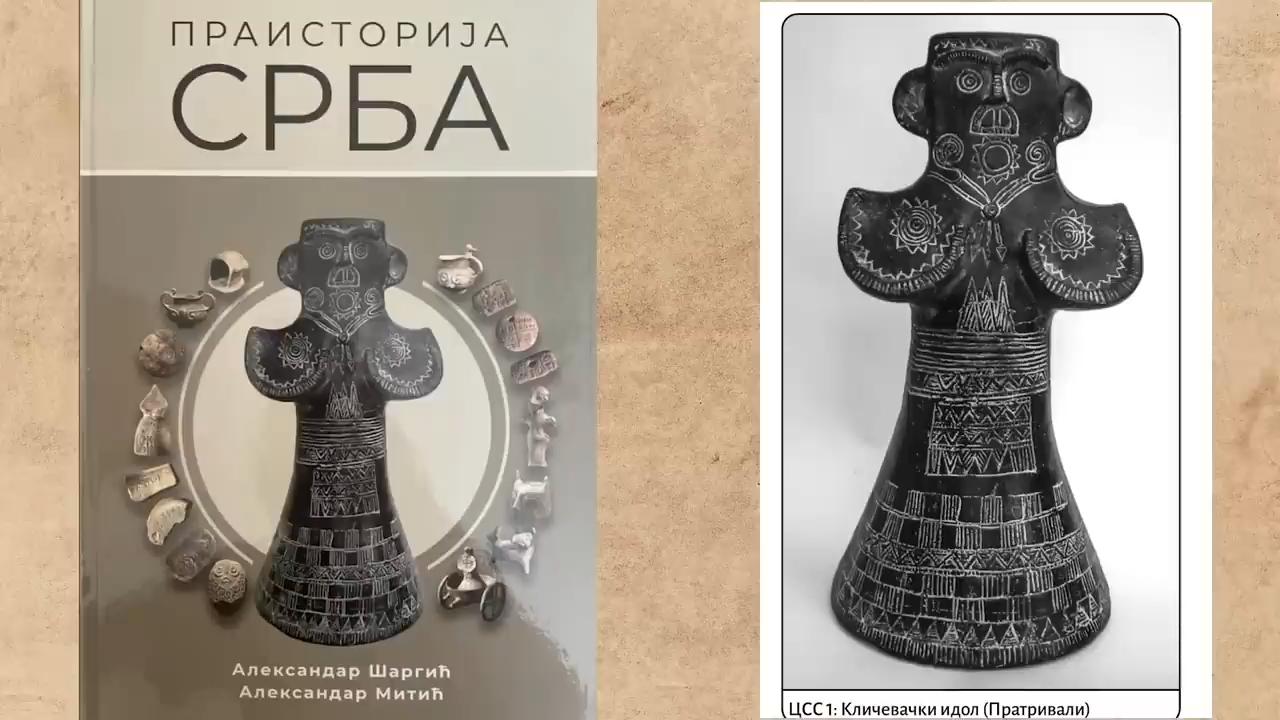 ПРАИСТОРИЈА
СРБА
Александар Шаргић
Александар Митић
ЦСС 1: Кличевачки идол (Пратривали)